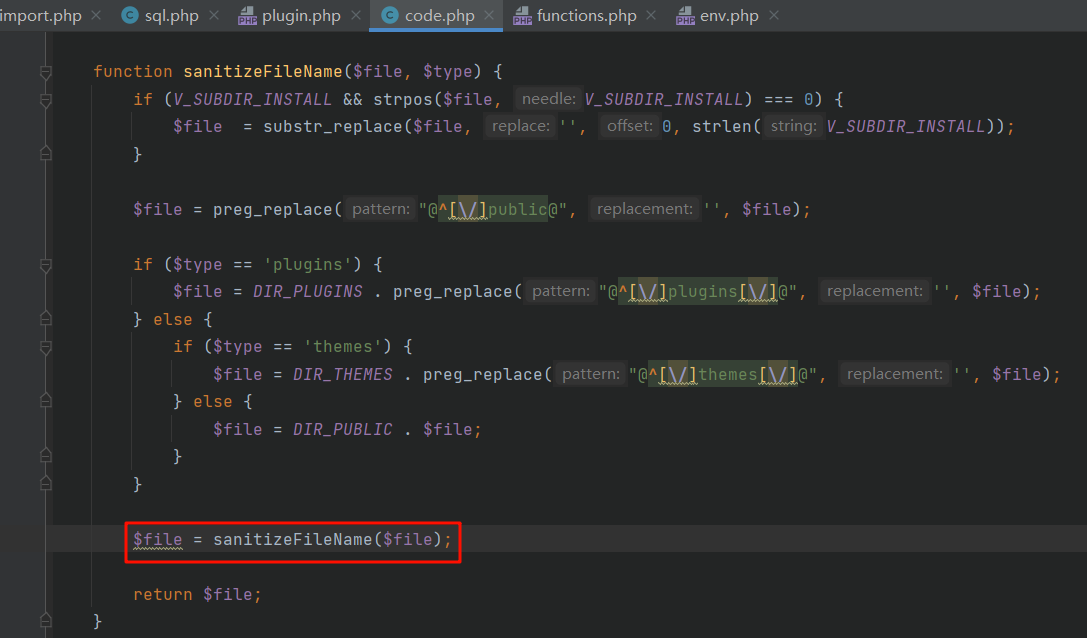 import.php × sql.php × plugin.php × code.php × functions.php × env.php ×
function sanitizeFileName($file, $type) {
if (V_SUBDIR_INSTALL && strpos($file, needle: V_SUBDIR_INSTALL) === 0) {
$file  = substr_replace($file, replace: '', offset: 0, strlen( string: V_SUBDIR_INSTALL));
}
$file = preg_replace( pattern: "@^[\/]public@", replacement: '', $file);
if ($type == 'plugins') {
$file = DIR_PLUGINS . preg_replace( pattern: "@^[\/]plugins[\/]@", replacement: '', $file);
} else {
if ($type == 'themes') {
$file = DIR_THEMES . preg_replace( pattern: "@^[\/]themes[\/]@", replacement: '', $file);
} else {
$file = DIR_PUBLIC . $file;
}
}
$file = sanitizeFileName($file);
return $file;
}